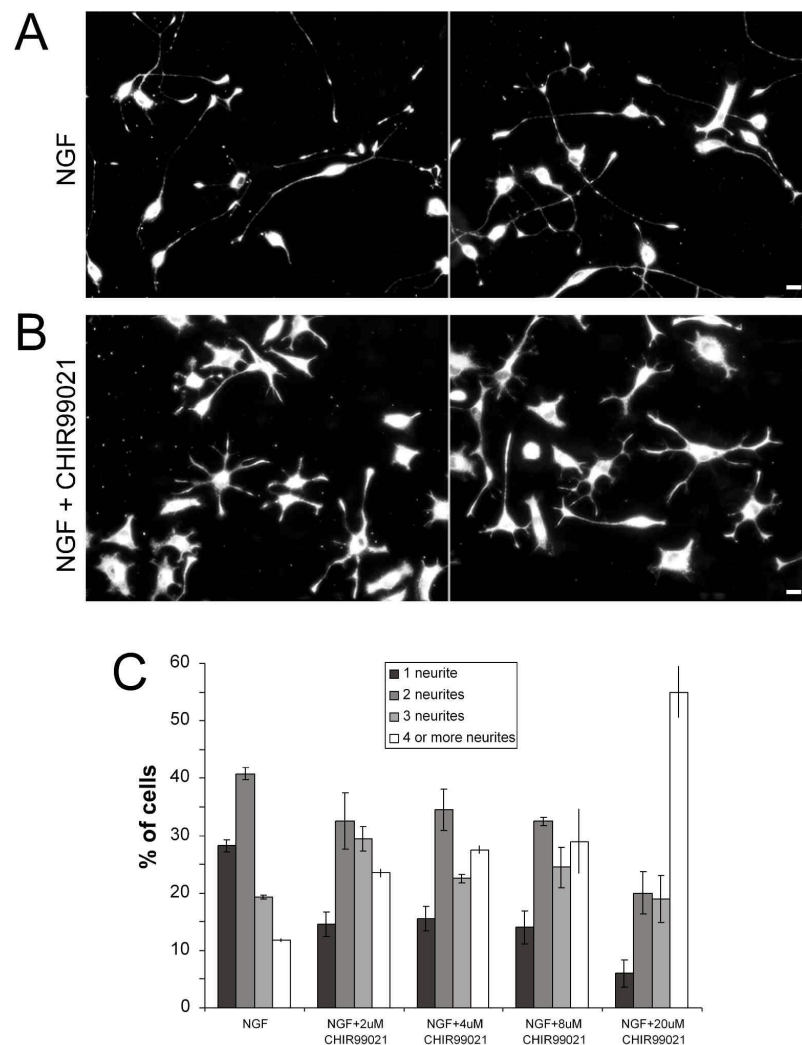 A
NGF
B
NGF + CHIR99021
C
% of cells
60
50
40
30
20
10
0
1 neurite
2 neurites
3 neurites
4 or more neurites
NGF
NGF+2uM
CHIR99021
NGF+4uM
CHIR99021
NGF+8uM
CHIR99021
NGF+20uM
CHIR99021